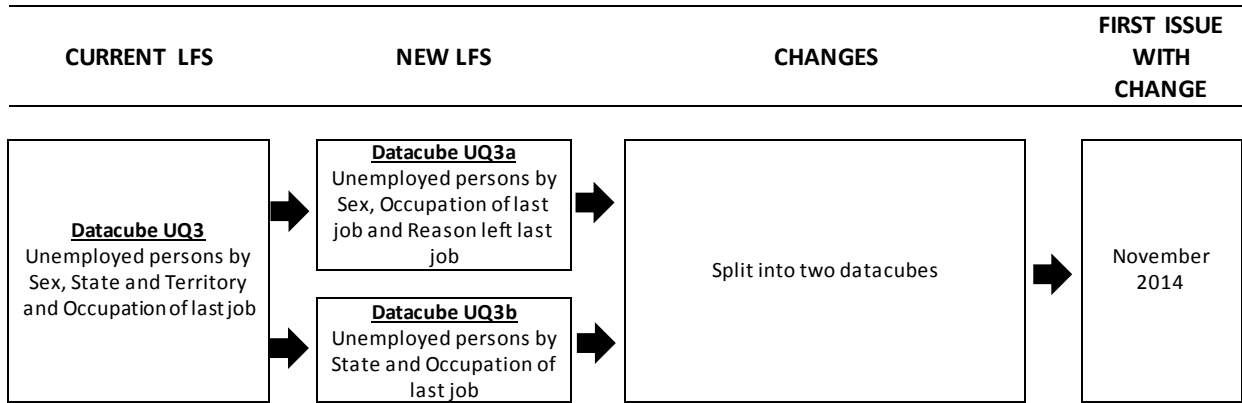 CURRENT LFS
NEW LFS
CHANGES
FIRST ISSUE
WITH
CHANGE
Datacube UQ3
Unemployed persons by
Sex, State and Territory
and Occupation of last job
Datacube UQ3a
Unemployed persons by
Sex, Occupation of last
job and Reason left last
job
Datacube UQ3b
Unemployed persons by
State and Occupation of
last job
Split into two datacubes
November
2014